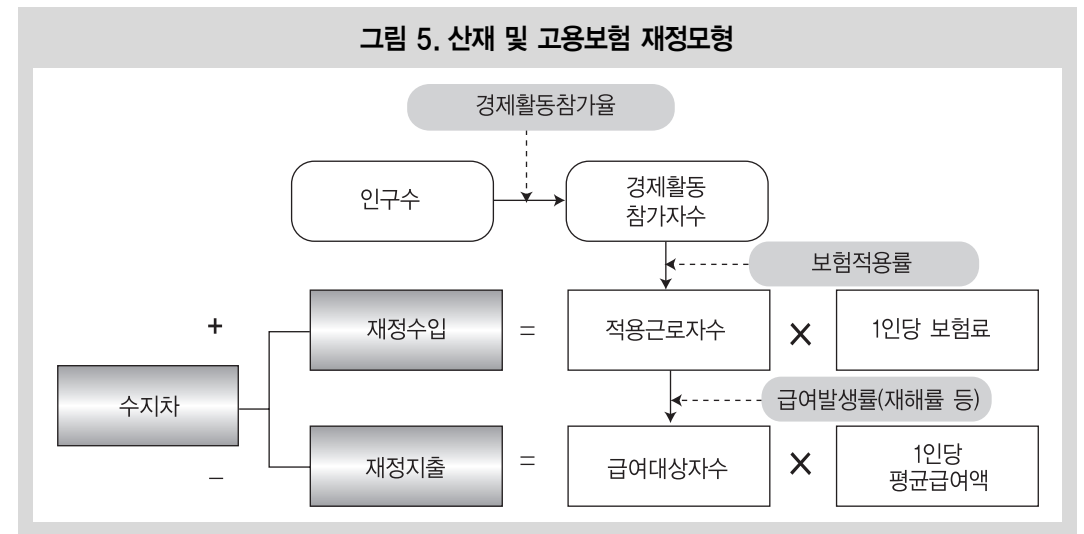 그림 5. 산재 및 고용보험 재정모형
경제활동참가율
인구수
경제활동
참가자수
보험적용률
+
재정수입
=
적용근로자수
×
1인당 보험료
수지차
급여발생률(재해률 등)
−
재정지출
=
급여대상자수
×
1인당
평균급여액